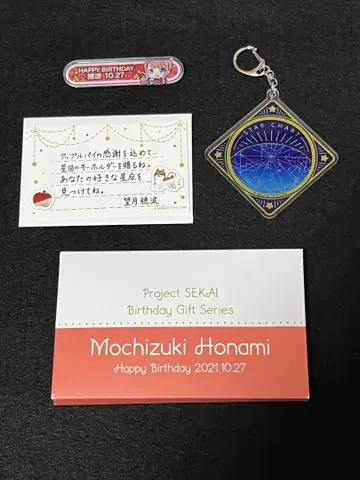 HAPPY BIRTHDAY
穂波 10.27
STAR CHART
アップルパイの感謝を込めて
星図のキーホルダーを贈るね。
あなたの好きな星座を
見つけてね。
望月穂波
Project SEKAI
Birthday Gift Series
Mochizuki Honami
Happy Birthday 2021.10.27